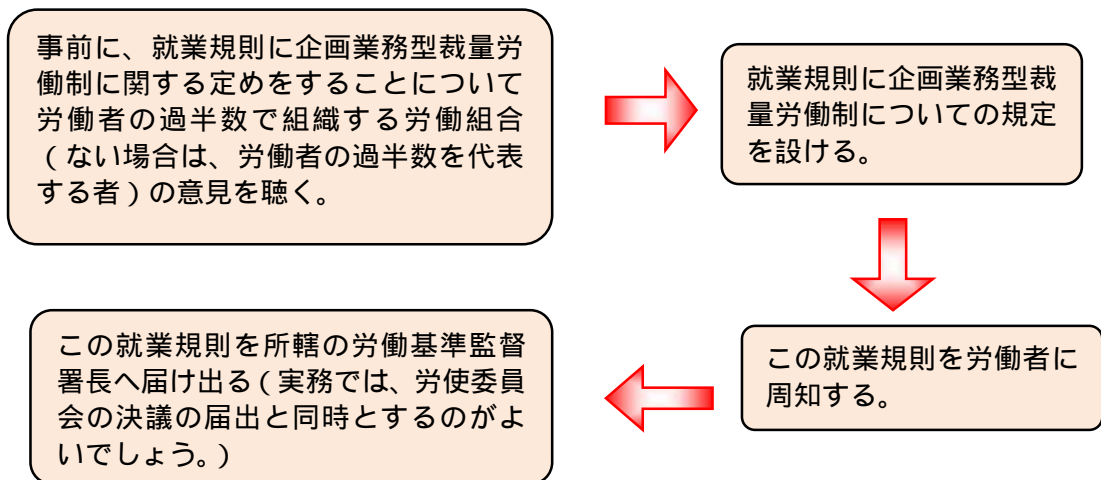 事前に、就業規則に企画業務型裁量労
働制に関する定めをすることについて
労働者の過半数で組織する労働組合
（ない場合は、労働者の過半数を代表
する者）の意見を聴く。
就業規則に企画業務型裁
量労働制についての規定
を設ける。
この就業規則を労働者に
周知する。
この就業規則を所轄の労働基準監督
署長へ届け出る（実務では、労使委員
会の決議の届出と同時とするのがよ
いでしょう。）